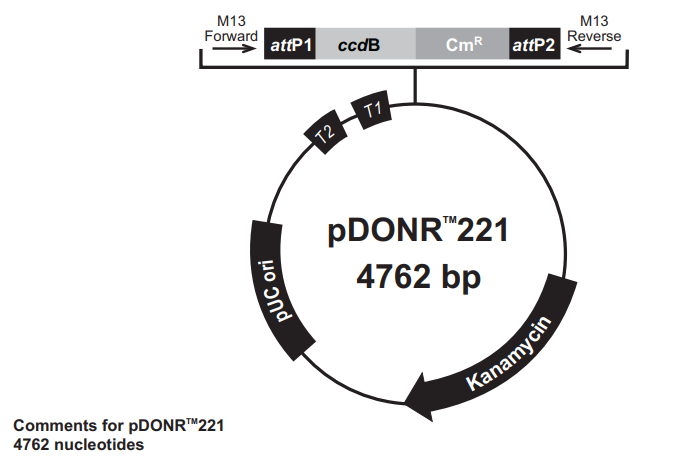 M13
Forward
M13
Reverse
attP1
ccdB
CmR
attP2
T1
T2
pDONR™221
4762 bp
pUC ori
Kanamycin
Comments for pDONR™221
4762 nucleotides